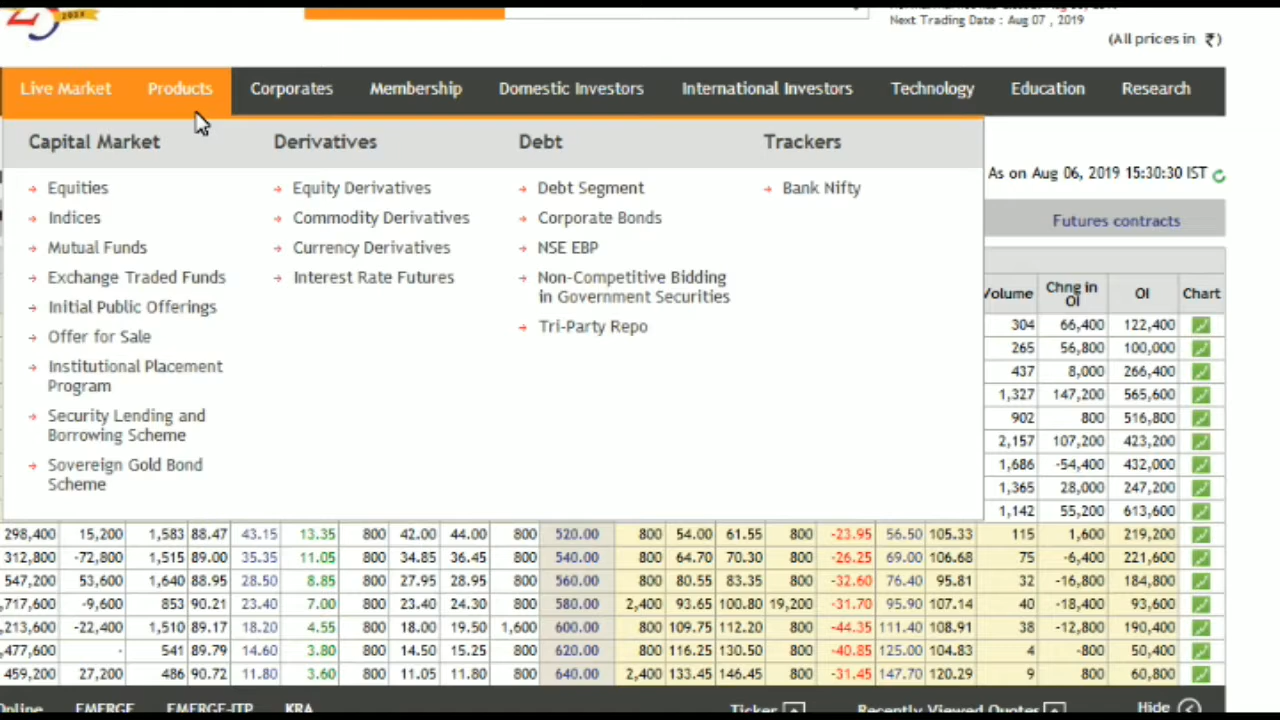 Next Trading Date : Aug 07 , 2019
(All prices in ₹)
Live Market Products Corporates Membership Domestic Investors International Investors Technology Education Research
Capital Market Derivatives Debt Trackers
Equities Equity Derivatives Debt Segment Bank Nifty
Indices Commodity Derivatives Corporate Bonds
Mutual Funds Currency Derivatives NSE EBP
Exchange Traded Funds Interest Rate Futures Non-Competitive Bidding
in Government Securities
Initial Public Offerings
Tri-Party Repo
Offer for Sale
Institutional Placement
Program
Security Lending and
Borrowing Scheme
Sovereign Gold Bond
Scheme
As on Aug 06, 2019 15:30:30 IST
Futures contracts
Volume Chng in OI OI Chart
304 66,400 122,400
265 56,800 100,000
437 8,000 266,400
1,327 147,200 565,600
902 800 516,800
2,157 107,200 423,200
1,686 -54,400 432,000
1,365 28,000 247,200
1,142 55,200 613,600
298,400 15,200 1,583 88.47 43.15 13.35 800 42.00 44.00 800 520.00 800 54.00 61.55 800 -23.95 56.50 105.33 115 1,600 219,200
312,800 -72,800 1,515 89.00 35.35 11.05 800 34.85 36.45 800 540.00 800 64.70 70.30 800 -26.25 69.00 106.68 75 -6,400 221,600
547,200 53,600 1,640 88.95 28.50 8.85 800 27.95 28.95 800 560.00 800 80.55 83.35 800 -32.60 76.40 95.81 32 -16,800 184,800
,717,600 -9,600 853 90.21 23.40 7.00 800 23.40 24.30 800 580.00 2,400 93.65 100.80 19,200 -31.70 95.90 107.14 40 -18,400 93,600
,213,600 -22,400 1,510 89.17 18.20 4.55 800 18.00 19.50 1,600 600.00 800 109.75 112.20 800 -44.35 111.40 108.91 38 -12,800 190,400
,477,600 - 541 89.79 14.60 3.80 800 14.50 15.25 800 620.00 800 116.25 130.50 800 -40.85 125.00 104.83 4 -800 50,400
459,200 27,200 486 90.72 11.80 3.60 800 11.05 11.80 800 640.00 2,400 133.45 146.45 800 -31.45 147.70 120.29 9 800 60,800
Online EMERGE EMERGE-ITP KRA Ticker Recently Viewed Quotes Hide